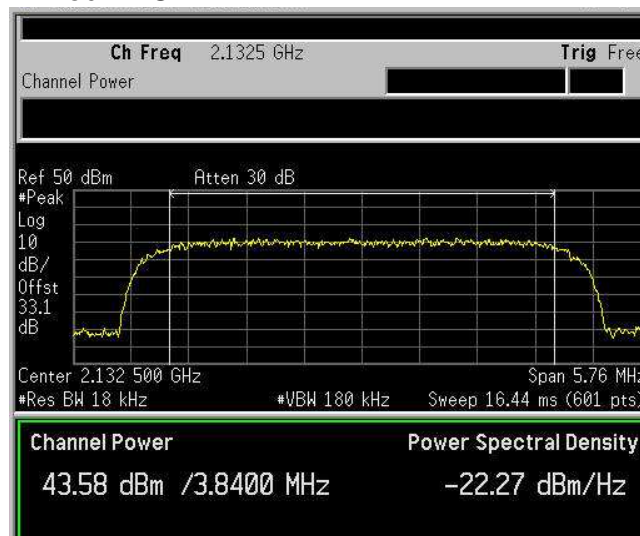 Ch Freq 2.1325 GHz Trig Free
Channel Power
Ref 50 dBm Atten 30 dB
#Peak
Log
10
dB/
Offst
33.1
dB
Center 2.132 500 GHz Span 5.76 MHz
#Res BW 18 kHz #VBW 180 kHz Sweep 16.44 ms (601 pts)
Channel Power Power Spectral Density
43.58 dBm /3.8400 MHz -22.27 dBm/Hz